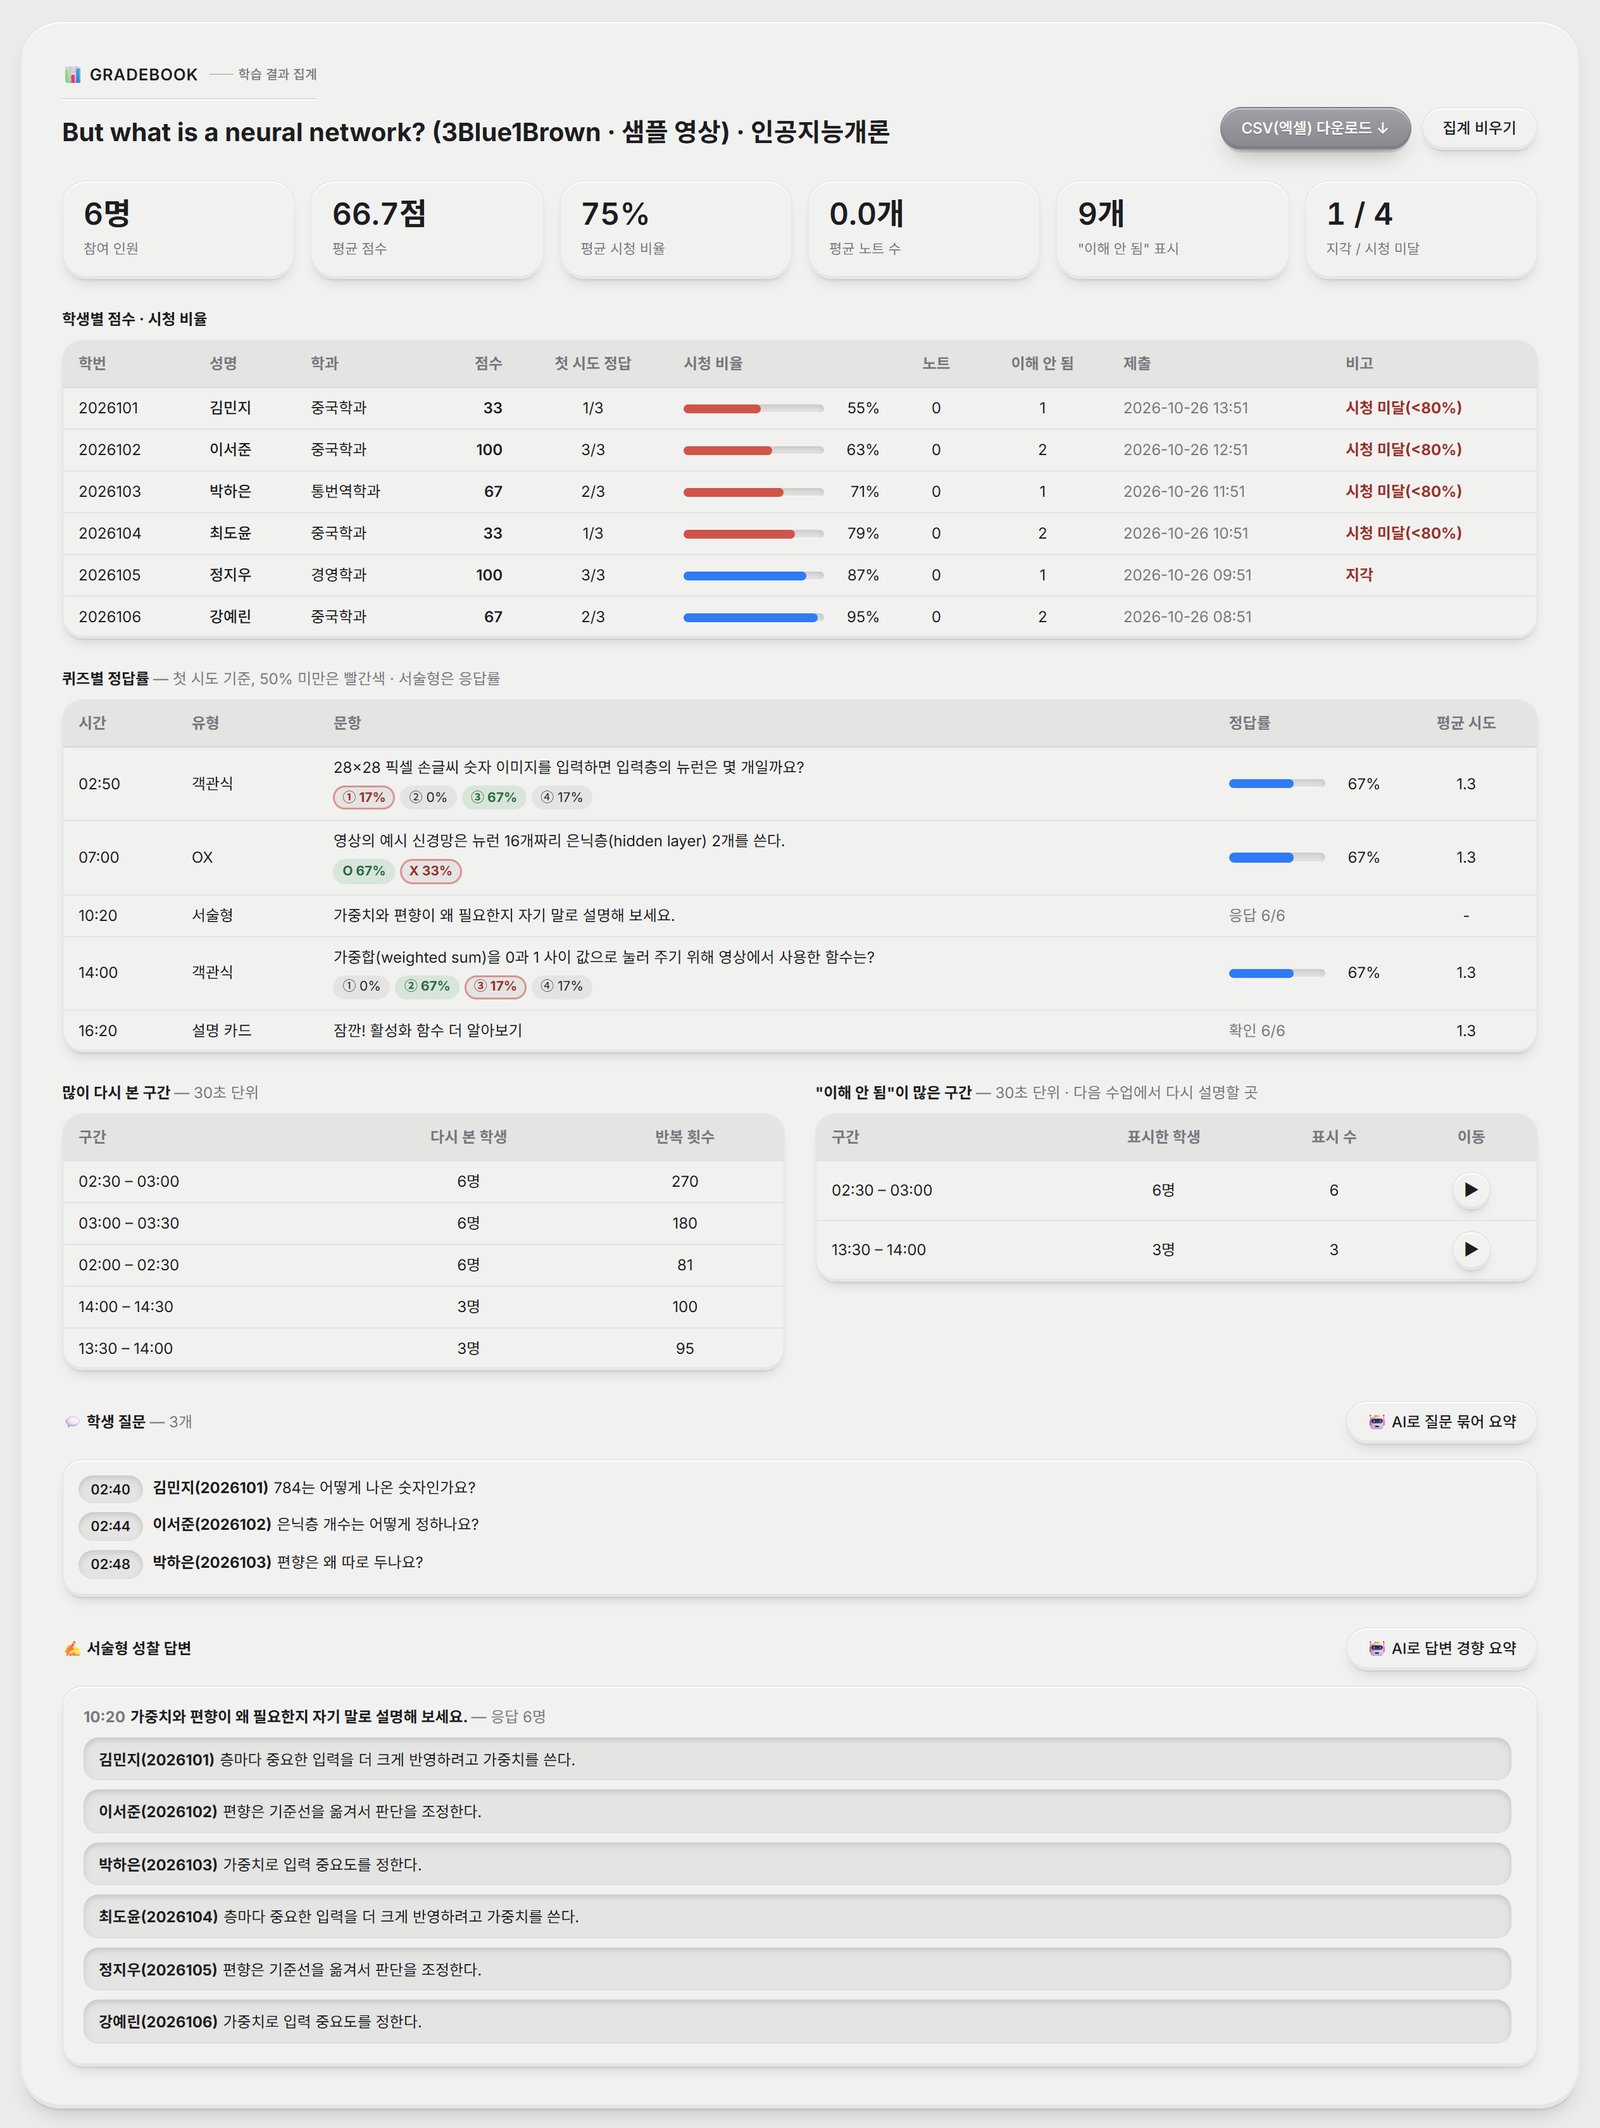 GRADEBOOK — 학습 결과 집계
But what is a neural network? (3Blue1Brown · 샘플 영상) · 인공지능개론
CSV(엑셀) 다운로드 ↓ 집계 비우기
6명 66.7점 75% 0.0개 9개 1 / 4
참여 인원 평균 점수 평균 시청 비율 평균 노트 수 "이해 안 됨" 표시 지각 / 시청 미달
학생별 점수 · 시청 비율
학번 성명 학과 점수 첫 시도 정답 시청 비율 노트 이해 안 됨 제출 비고
2026101 김민지 중국학과 33 1/3 55% 0 1 2026-10-26 13:51 시청 미달(<80%)
2026102 이서준 중국학과 100 3/3 63% 0 2 2026-10-26 12:51 시청 미달(<80%)
2026103 박하은 통번역학과 67 2/3 71% 0 1 2026-10-26 11:51 시청 미달(<80%)
2026104 최도윤 중국학과 33 1/3 79% 0 2 2026-10-26 10:51 시청 미달(<80%)
2026105 정지우 경영학과 100 3/3 87% 0 1 2026-10-26 09:51 지각
2026106 강예린 중국학과 67 2/3 95% 0 2 2026-10-26 08:51
퀴즈별 정답률 — 첫 시도 기준, 50% 미만은 빨간색 · 서술형은 응답률
시간 유형 문항 정답률 평균 시도
02:50 객관식 28×28 픽셀 손글씨 숫자 이미지를 입력하면 입력층의 뉴런은 몇 개일까요? 67% 1.3
① 17% ② 0% ③ 67% ④ 17%
07:00 OX 영상의 예시 신경망은 뉴런 16개짜리 은닉층(hidden layer) 2개를 쓴다. 67% 1.3
O 67% X 33%
10:20 서술형 가중치와 편향이 왜 필요한지 자기 말로 설명해 보세요. 응답 6/6 -
14:00 객관식 가중합(weighted sum)을 0과 1 사이 값으로 눌러 주기 위해 영상에서 사용한 함수는? 67% 1.3
① 0% ② 67% ③ 17% ④ 17%
16:20 설명 카드 잠깐! 활성화 함수 더 알아보기 확인 6/6 1.3
많이 다시 본 구간 — 30초 단위
구간 다시 본 학생 반복 횟수
02:30 – 03:00 6명 270
03:00 – 03:30 6명 180
02:00 – 02:30 6명 81
14:00 – 14:30 3명 100
13:30 – 14:00 3명 95
"이해 안 됨"이 많은 구간 — 30초 단위 · 다음 수업에서 다시 설명할 곳
구간 표시한 학생 표시 수 이동
02:30 – 03:00 6명 6 ▶
13:30 – 14:00 3명 3 ▶
학생 질문 — 3개
AI로 질문 묶어 요약
02:40 김민지(2026101) 784는 어떻게 나온 숫자인가요?
02:44 이서준(2026102) 은닉층 개수는 어떻게 정하나요?
02:48 박하은(2026103) 편향은 왜 따로 두나요?
서술형 성찰 답변
AI로 답변 경향 요약
10:20 가중치와 편향이 왜 필요한지 자기 말로 설명해 보세요. — 응답 6명
김민지(2026101) 층마다 중요한 입력을 더 크게 반영하려고 가중치를 쓴다.
이서준(2026102) 편향은 기준선을 옮겨서 판단을 조정한다.
박하은(2026103) 가중치로 입력 중요도를 정한다.
최도윤(2026104) 층마다 중요한 입력을 더 크게 반영하려고 가중치를 쓴다.
정지우(2026105) 편향은 기준선을 옮겨서 판단을 조정한다.
강예린(2026106) 가중치로 입력 중요도를 정한다.